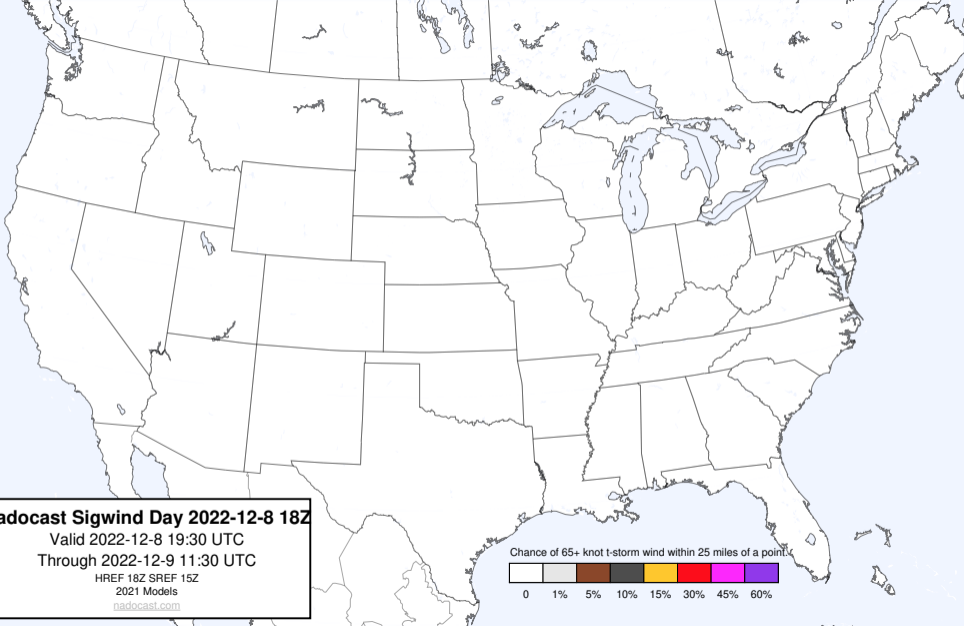 adocast Sigwind Day 2022-12-8 18Z
Valid 2022-12-8 19:30 UTC
Through 2022-12-9 11:30 UTC
HREF 18Z SREF 15Z
2021 Models
nadocast.com
Chance of 65+ knot t-storm wind within 25 miles of a point.
0 1% 5% 10% 15% 30% 45% 60%